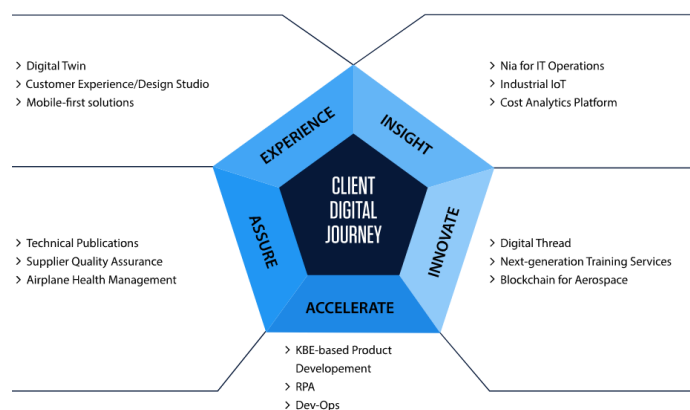 > Digital Twin
> Customer Experience/Design Studio
> Mobile-first solutions
> Nia for IT Operations
> Industrial IoT
> Cost Analytics Platform
EXPERIENCE
INSIGHT
CLIENT
DIGITAL
JOURNEY
ASSURE
INNOVATE
ACCELERATE
> Technical Publications
> Supplier Quality Assurance
> Airplane Health Management
> Digital Thread
> Next-generation Training Services
> Blockchain for Aerospace
> KBE-based Product
Developement
> RPA
> Dev-Ops